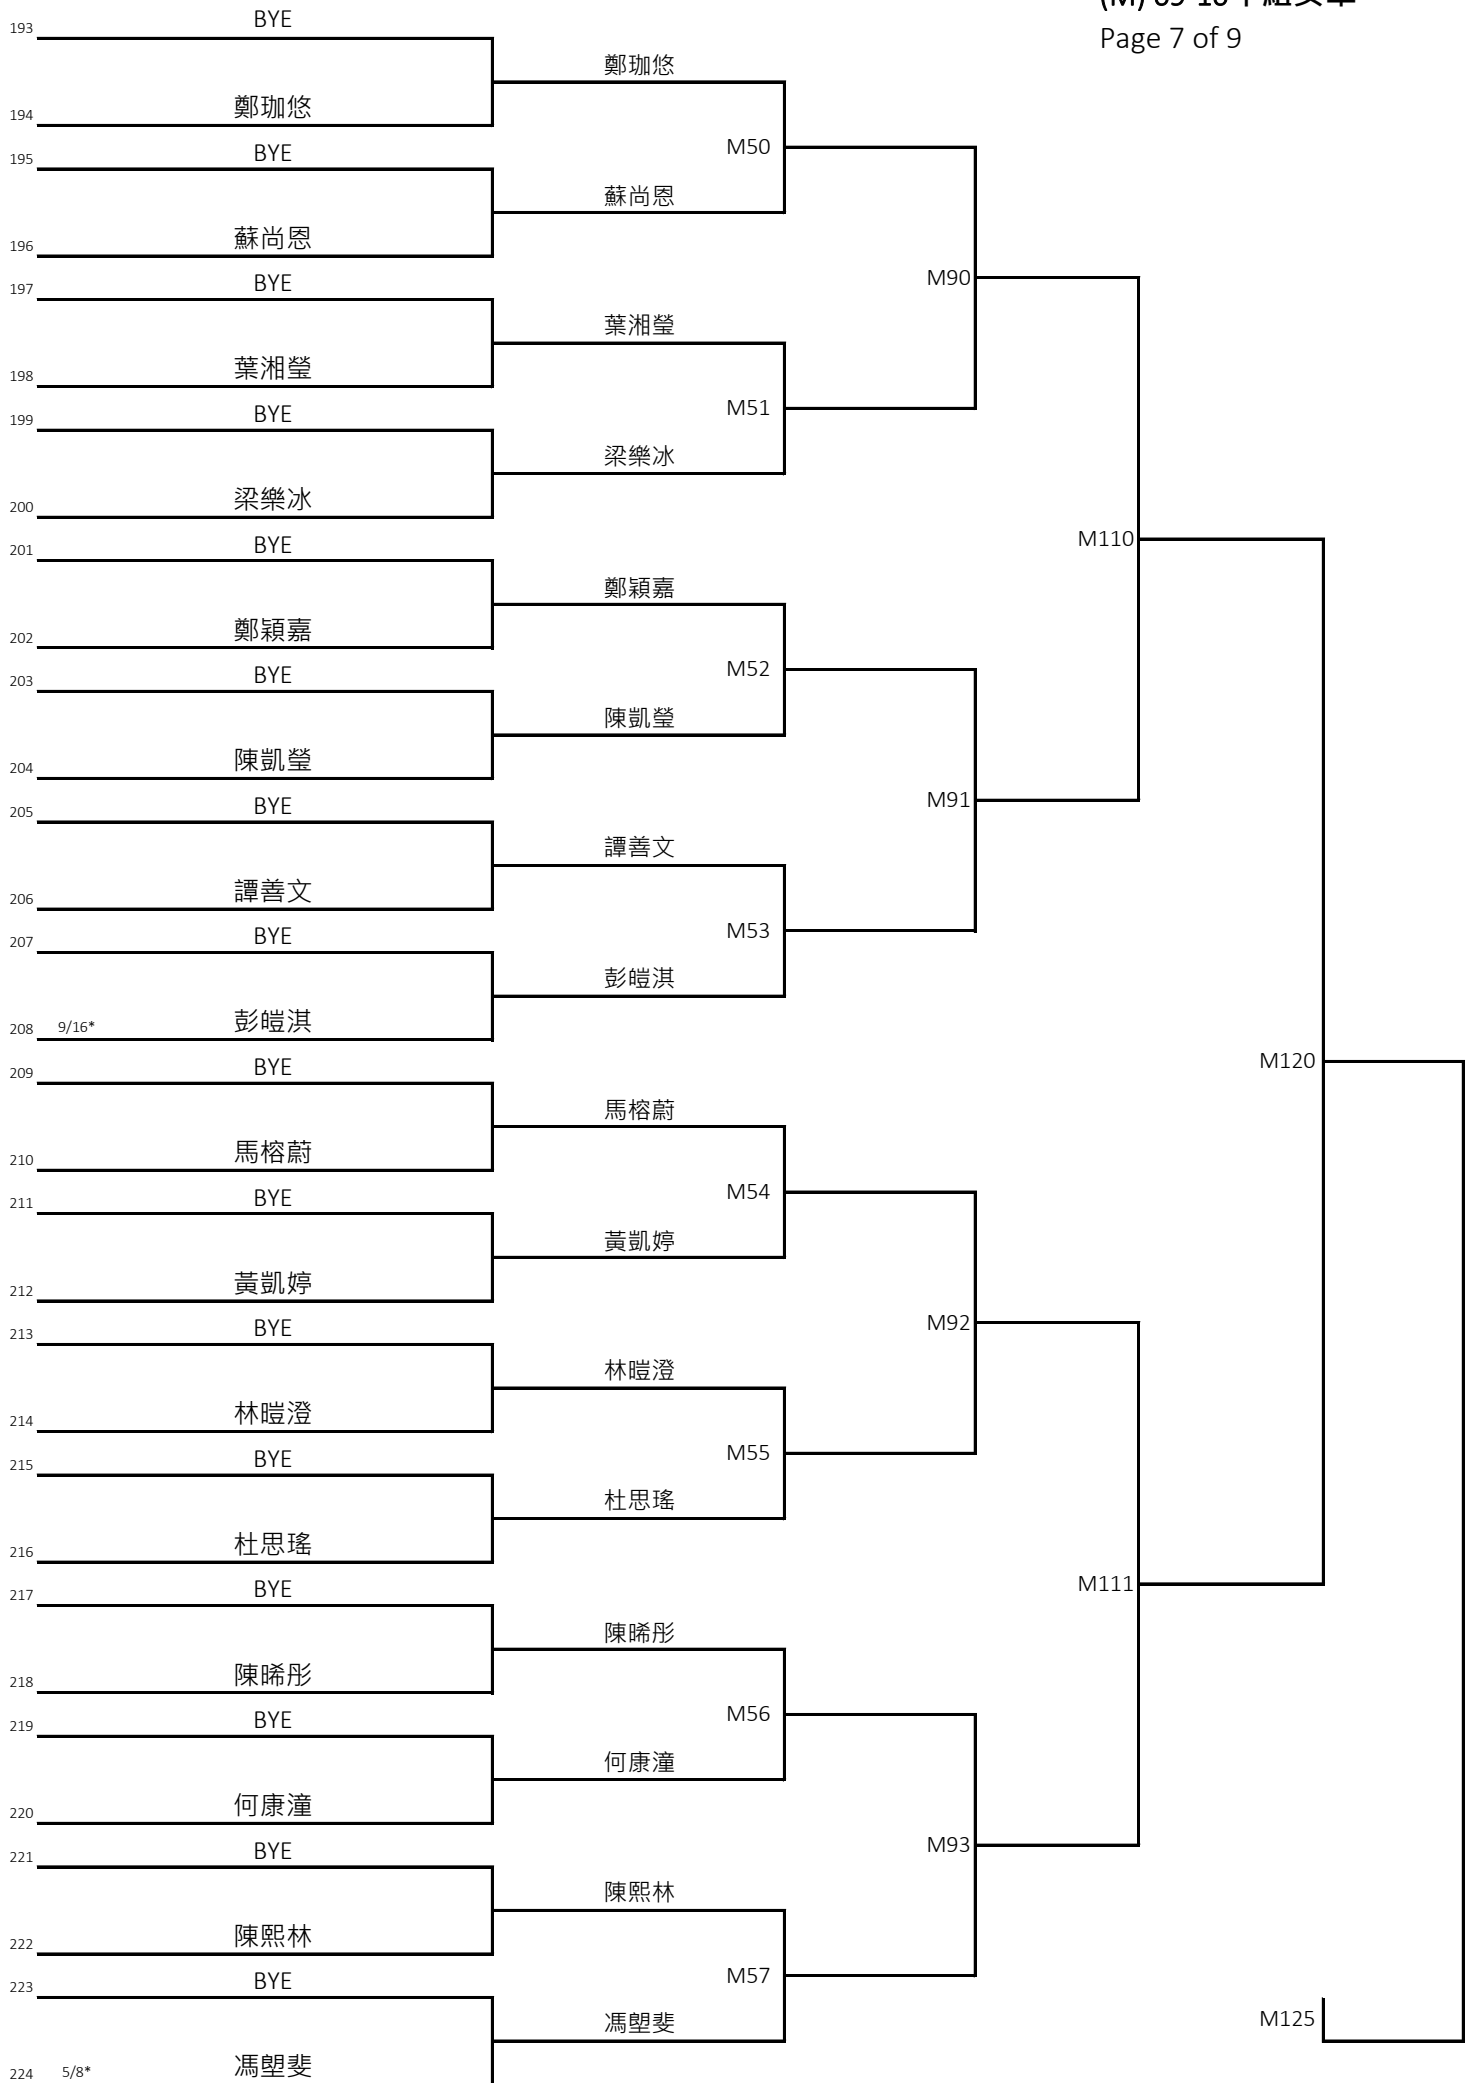 (M)
Page 7 of 9
193 BYE
鄭珈悠
194 鄭珈悠
M50
195 BYE
蘇尚恩
196 蘇尚恩
M90
197 BYE
葉湘瑩
198 葉湘瑩
M51
199 BYE
梁樂冰
200 梁樂冰
M110
201 BYE
鄭穎嘉
202 鄭穎嘉
M52
203 BYE
陳凱瑩
204 陳凱瑩
M91
205 BYE
譚善文
206 譚善文
M53
207 BYE
彭暟淇
208 9/16* 彭暟淇
M120
209 BYE
馬榕蔚
210 馬榕蔚
M54
211 BYE
黃凱婷
212 黃凱婷
M92
213 BYE
林暟澄
214 林暟澄
M55
215 BYE
杜思瑤
216 杜思瑤
M111
217 BYE
陳晞彤
218 陳晞彤
M56
219 BYE
何康潼
220 何康潼
M93
221 BYE
陳熙林
222 陳熙林
M57
223 BYE
M125
馮塱斐
224 5/8* 馮塱斐